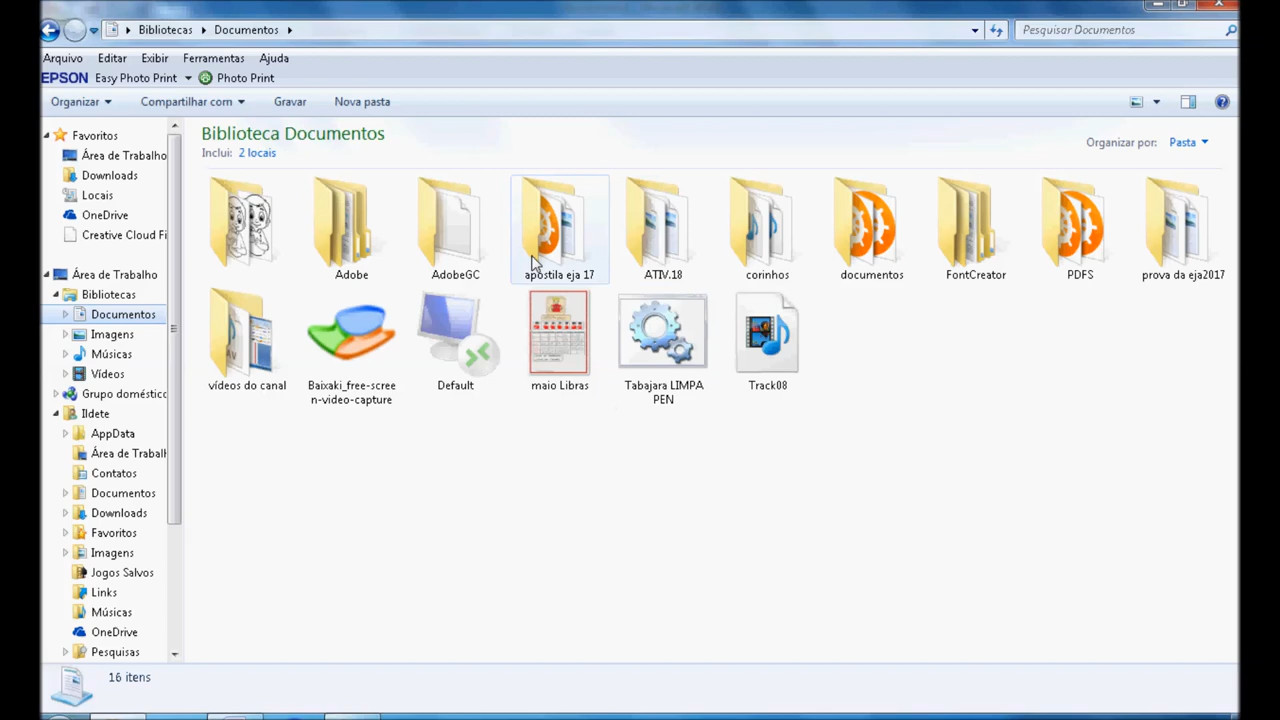 Bibliotecas Documentos Pesquisar Documentos
Arquivo Editar Exibir Ferramentas Ajuda
EPSON Easy Photo Print Photo Print
Organizar Compartilhar com Gravar Nova pasta
Favoritos
Área de Trabalho
Downloads
Locais
OneDrive
Creative Cloud Fi
Área de Trabalho
Bibliotecas
Documentos
Imagens
Músicas
Vídeos
Grupo doméstico
Ildete
AppData
Área de Trabalh
Contatos
Documentos
Downloads
Favoritos
Imagens
Jogos Salvos
Links
Músicas
OneDrive
Pesquisas
Biblioteca Documentos
Inclui: 2 locais
Organizar por: Pasta
Adobe AdobeGC apostila eja 17 ATIV.18 corinhos documentos FontCreator PDFS prova da eja2017
vídeos do canal Baixaki_free-scree Default maio Libras Tabajara LIMPA Track08
n-video-capture PEN
16 itens